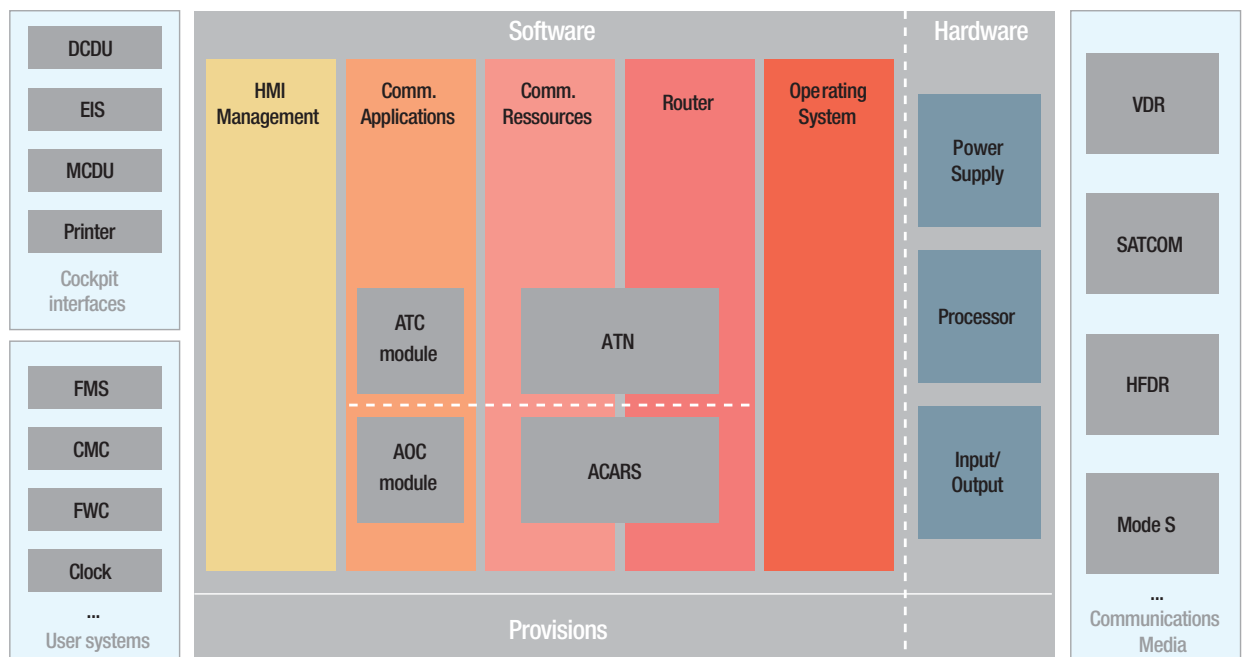 DCDU
EIS
MCDU
Printer
Cockpit
interfaces
FMS
CMC
FWC
Clock
...
User systems
Software
HMI
Management
Comm.
Applications
Comm.
Ressources
Router
Operating
System
ATC
module
ATN
AOC
module
ACARS
Provisions
Hardware
Power
Supply
Processor
Input/
Output
VDR
SATCOM
HFDR
Mode S
...
Communications
Media